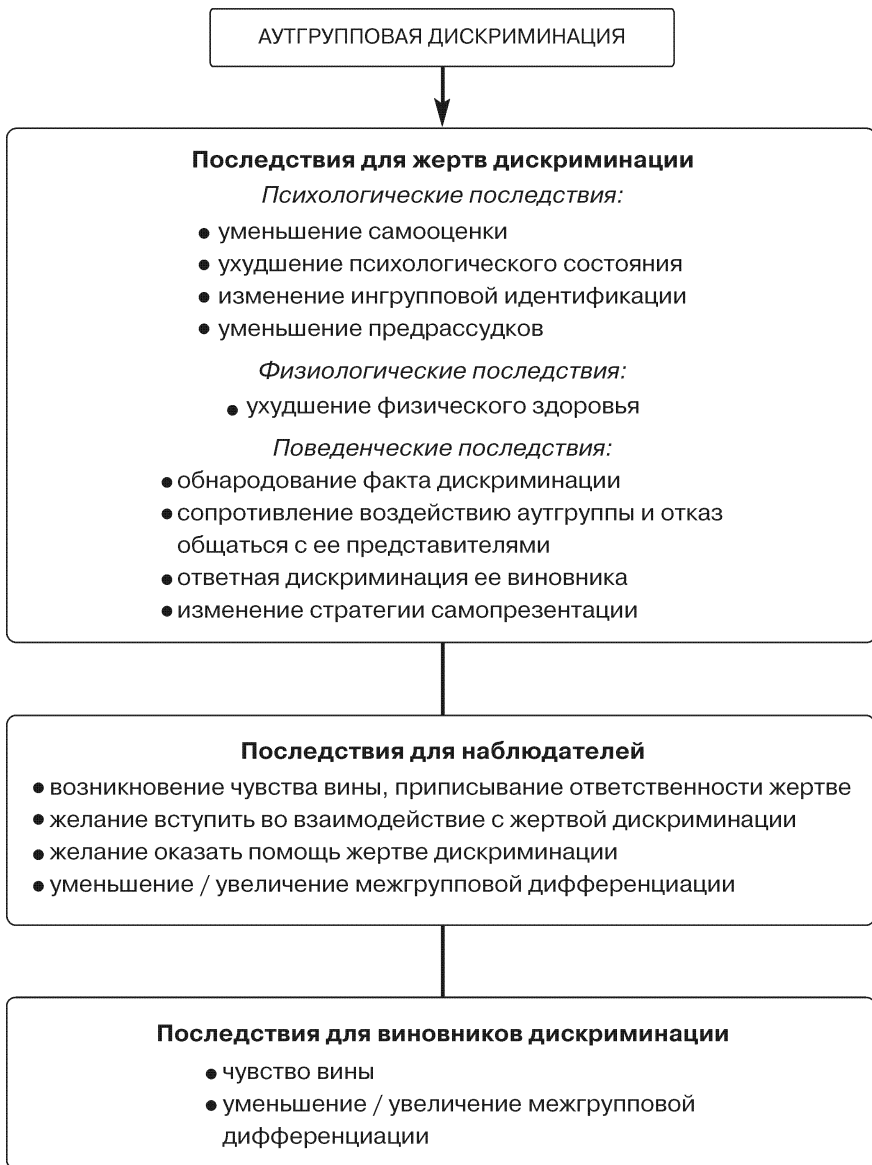 АУТГРУППОВАЯ ДИСКРИМИНАЦИЯ
Последствия для жертв дискриминации
Психологические последствия:
● уменьшение самооценки
● ухудшение психологического состояния
● изменение ингрупповой идентификации
● уменьшение предрассудков
Физиологические последствия:
● ухудшение физического здоровья
Поведенческие последствия:
● обнародование факта дискриминации
● сопротивление воздействию аутгруппы и отказ
общаться с ее представителями
● ответная дискриминация ее виновника
● изменение стратегии самопрезентации
Последствия для наблюдателей
● возникновение чувства вины, приписывание ответственности жертве
● желание вступить во взаимодействие с жертвой дискриминации
● желание оказать помощь жертве дискриминации
● уменьшение / увеличение межгрупповой дифференциации
Последствия для виновников дискриминации
● чувство вины
● уменьшение / увеличение межгрупповой
дифференциации